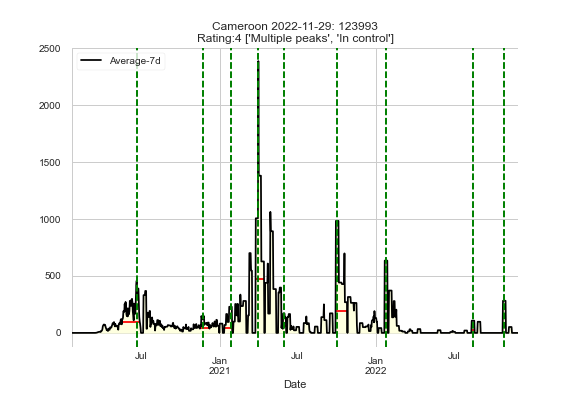 Cameroon 2022-11-29: 123993
Rating:4 ['Multiple peaks', 'In control']
Average-7d
2500
2000
1500
1000
500
0
Jul
Jan
2021
Jul
Jan
2022
Jul
Date